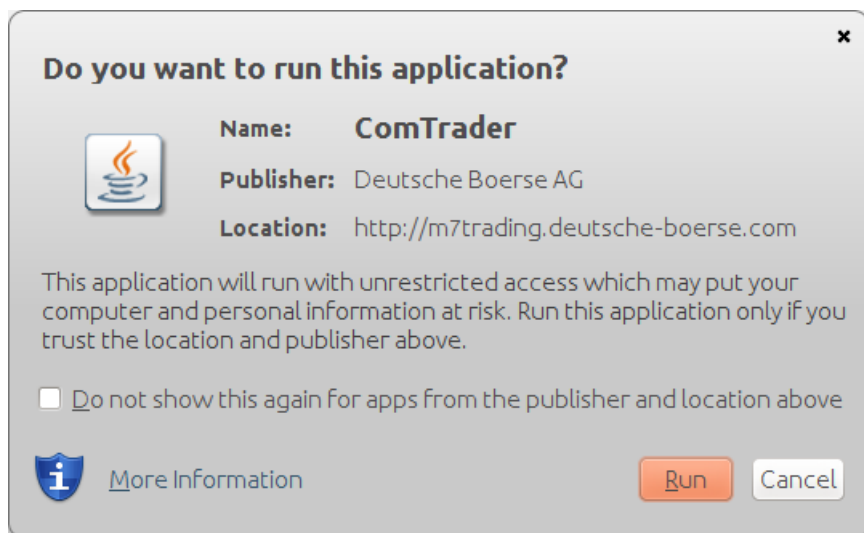 Do you want to run this application?
Name: ComTrader
Publisher: Deutsche Boerse AG
Location: http://m7trading.deutsche-boerse.com
This application will run with unrestricted access which may put your
computer and personal information at risk. Run this application only if you
trust the location and publisher above.
Do not show this again for apps from the publisher and location above
More Information
Run Cancel